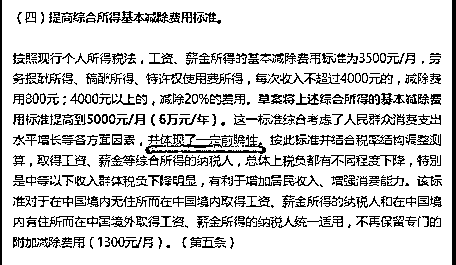 （四）提高综合所得基本减除费用标准。
按照现行个人所得税法，工资、薪金所得的基本减除费用标准为3500元/月，劳
务报酬所得、稿酬所得、特许权使用费所得，每次收入不超过4000元的，减除费
用800元；4000元以上的，减除20%的费用。草案将上述综合所得的基本减除费
用标准提高到5000元/月（6万元/年）。这一标准综合考虑了人民群众消费支出
水平增长等各方面因素，并体现了一定前瞻性。按此标准并结合税率结构调整测
算，取得工资、薪金等综合所得的纳税人，总体上税负都有不同程度下降，特别
是中等以下收入群体税负下降明显，有利于增加居民收入、增强消费能力。该标
准对于在中国境内无住所而在中国境内取得工资、薪金所得的纳税人和在中国境
内有住所而在中国境外取得工资、薪金所得的纳税人统一适用，不再保留专门的
附加减除费用（1300元/月）。（第五条）